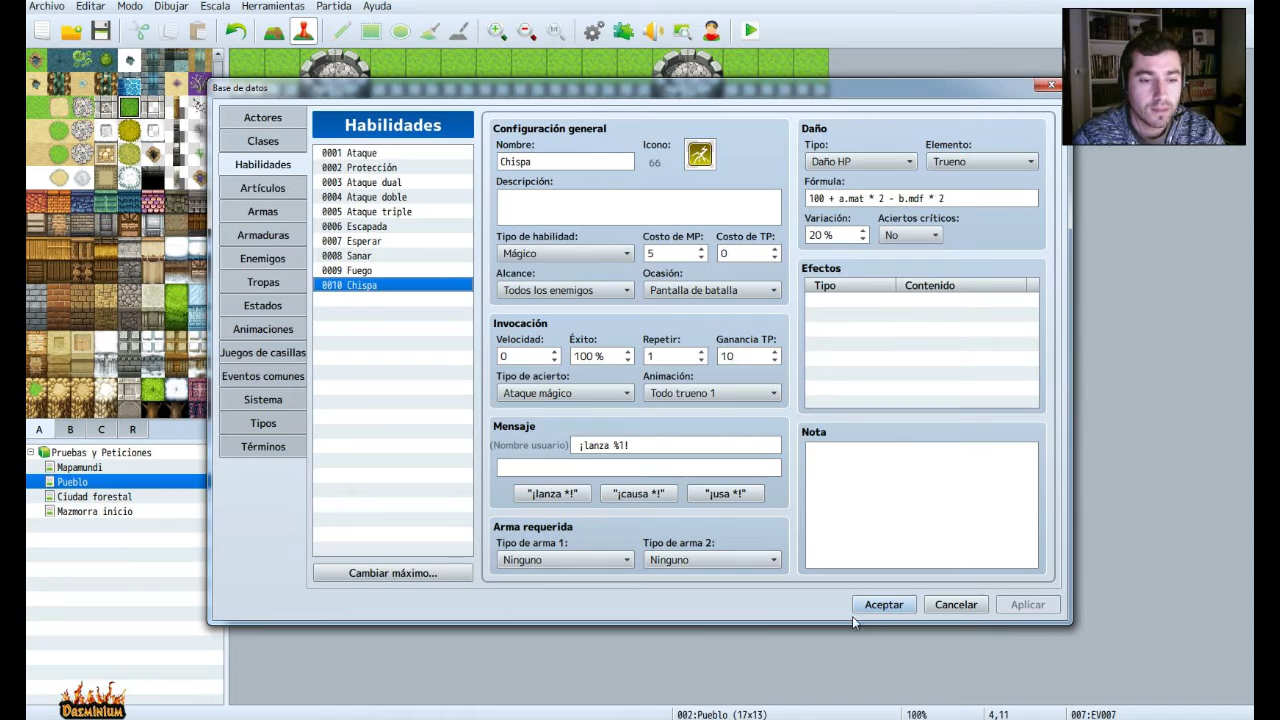 Archivo Editar Modo Dibujar Escala Herramientas Partida Ayuda
1:1
Base de datos
Actores
Clases
Habilidades
Artículos
Armas
Armaduras
Enemigos
Tropas
Estados
Animaciones
Juegos de casillas
Eventos comunes
Sistema
Tipos
Términos
Habilidades
0001 Ataque
0002 Protección
0003 Ataque dual
0004 Ataque doble
0005 Ataque triple
0006 Escapada
0007 Esperar
0008 Sanar
0009 Fuego
0010 Chispa
Cambiar máximo...
Configuración general
Nombre: Icono:
Chispa 66
Descripción:
Tipo de habilidad: Costo de MP: Costo de TP:
Mágico 5 0
Alcance: Ocasión:
Todos los enemigos Pantalla de batalla
Invocación
Velocidad: Éxito: Repetir: Ganancia TP:
0 100 % 1 10
Tipo de acierto: Animación:
Ataque mágico Todo trueno 1
Mensaje
(Nombre usuario) ¡lanza %1!
"¡lanza *!" "¡causa *!" "¡usa *!"
Arma requerida
Tipo de arma 1: Tipo de arma 2:
Ninguno Ninguno
Daño
Tipo: Elemento:
Daño HP Trueno
Fórmula:
100 + a.mat * 2 - b.mdf * 2
Variación: Aciertos críticos:
20 % No
Efectos
Tipo Contenido
Nota
Aceptar Cancelar Aplicar
A B C R
Pruebas y Peticiones
Mapamundi
Pueblo
Ciudad forestal
Mazmorra inicio
DAEMINIUM
002:Pueblo (17x13) 100% 4,11 007:EV007